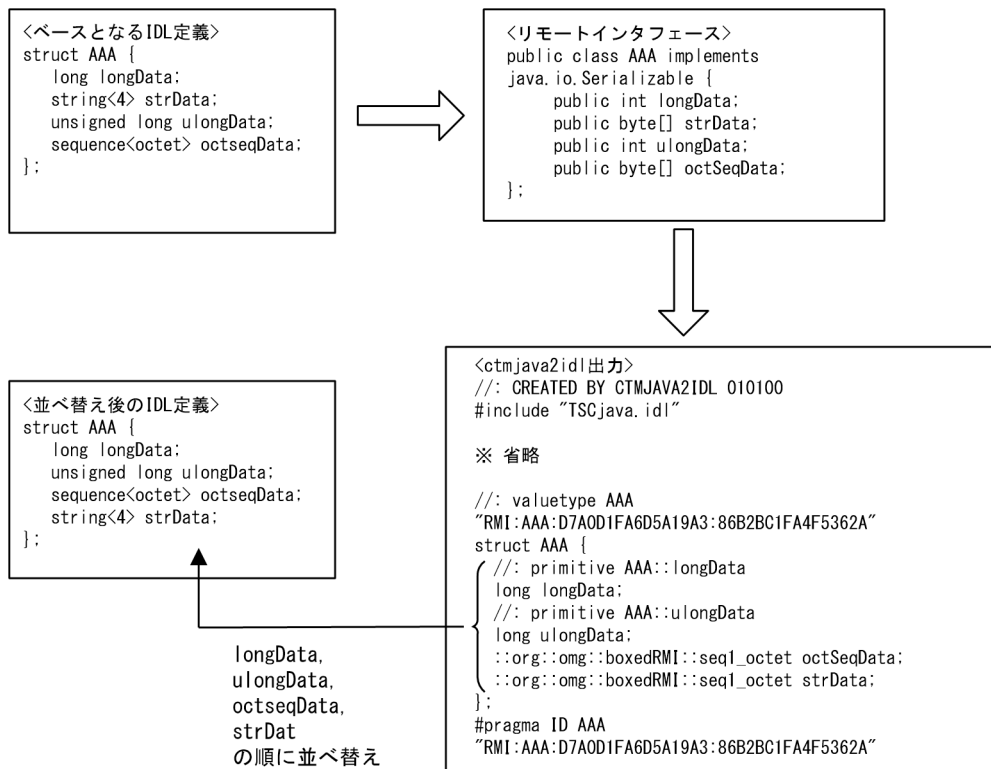 <ベースとなるIDL定義>
struct AAA {
long longData;
string<4> strData;
unsigned long ulongData;
sequence<octet> octseqData;
};
<リモートインタフェース>
public class AAA implements
java.io.Serializable {
public int longData;
public byte[] strData;
public int ulongData;
public byte[] octSeqData;
};
<ctmjava2idl出力>
//: CREATED BY CTMJAVA2IDL 010100
#include "TSCjava.idl"
※ 省略
//: valuetype AAA
"RMI:AAA:D7A0D1FA6D5A19A3:86B2BC1FA4F5362A"
struct AAA {
//: primitive AAA::longData
long longData;
//: primitive AAA::ulongData
long ulongData;
::org::omg::boxedRMI::seq1_octet octSeqData;
::org::omg::boxedRMI::seq1_octet strData;
};
#pragma ID AAA
"RMI:AAA:D7A0D1FA6D5A19A3:86B2BC1FA4F5362A"
<並べ替え後のIDL定義>
struct AAA {
long longData;
unsigned long ulongData;
sequence<octet> octseqData;
string<4> strData;
};
longData,
ulongData,
octseqData,
strDat
の順に並べ替え